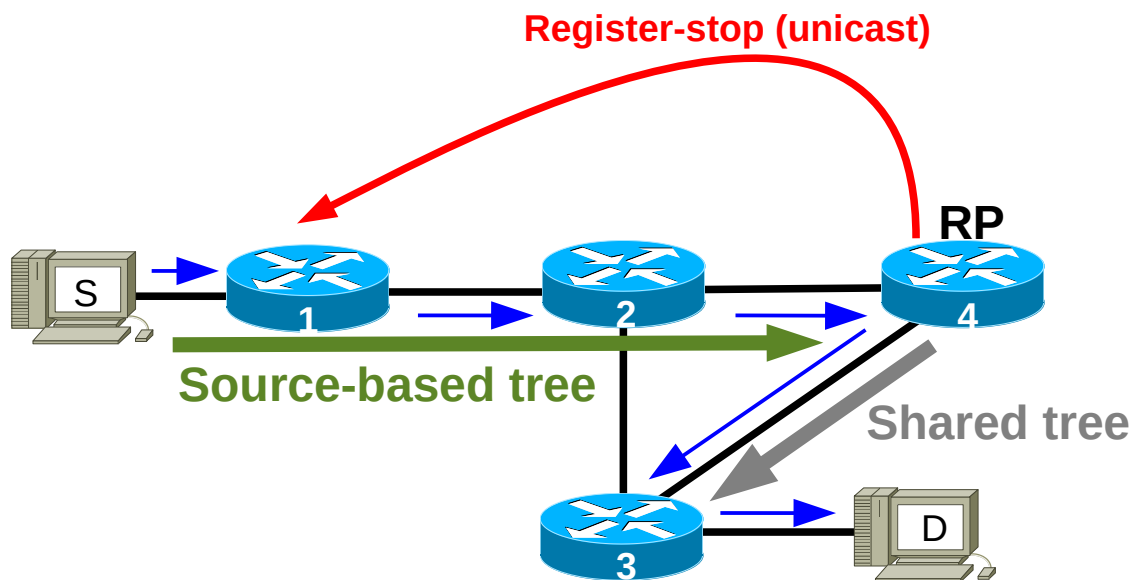 Register-stop (unicast)
RP
S
1
2
4
Source-based tree
Shared tree
3
D